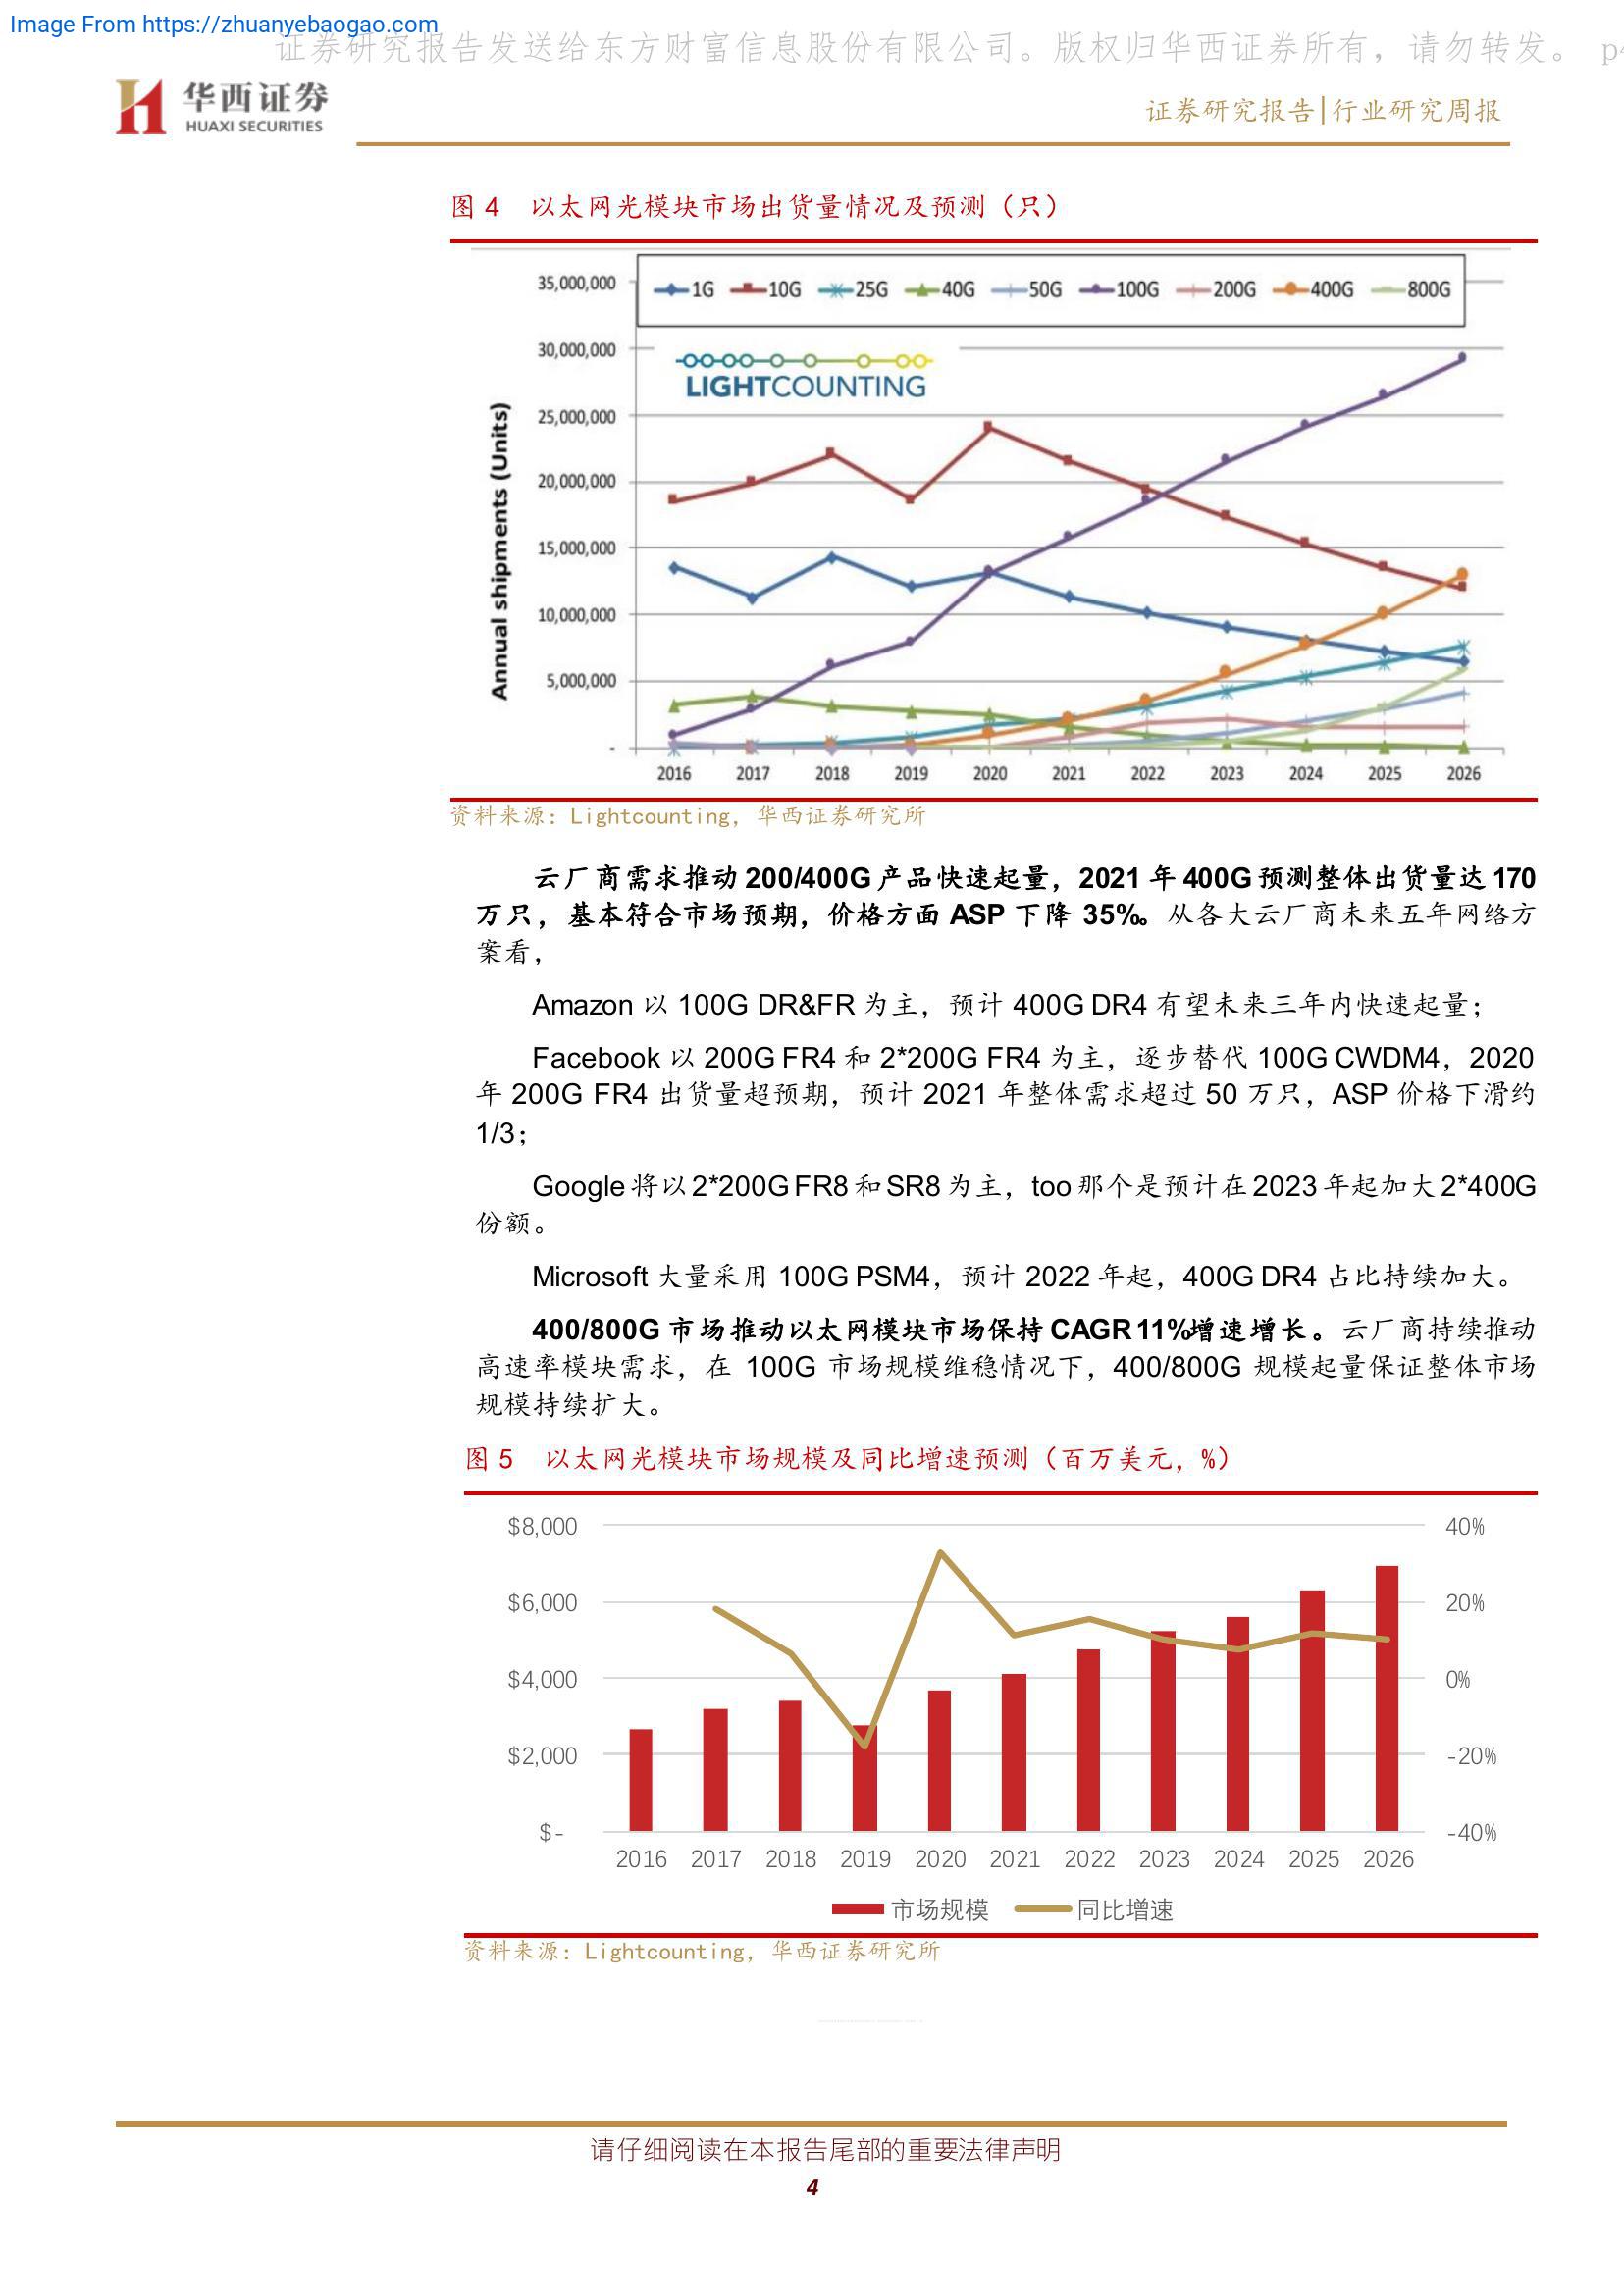 Image From https://zhuanyebaogao.com
证券研究报告发送给东方财富信息股份有限公司。版权归华西证券所有，请勿转发。 p4
华西证券
HUAXI SECURITIES
证券研究报告|行业研究周报
图 4 以太网光模块市场出货量情况及预测（只）
1G 10G 25G 40G 50G 100G 200G 400G 800G
LIGHTCOUNTING
Annual shipments (Units)
35,000,000
30,000,000
25,000,000
20,000,000
15,000,000
10,000,000
5,000,000
-
2016 2017 2018 2019 2020 2021 2022 2023 2024 2025 2026
资料来源：Lightcounting，华西证券研究所
云厂商需求推动 200/400G 产品快速起量，2021 年 400G 预测整体出货量达 170
万只，基本符合市场预期，价格方面 ASP 下降 35%。从各大云厂商未来五年网络方
案看，
Amazon 以 100G DR&FR 为主，预计 400G DR4 有望未来三年内快速起量；
Facebook 以 200G FR4 和 2*200G FR4 为主，逐步替代 100G CWDM4，2020
年 200G FR4 出货量超预期，预计 2021 年整体需求超过 50 万只，ASP 价格下滑约
1/3；
Google 将以 2*200G FR8 和 SR8 为主，too 那个是预计在 2023 年起加大 2*400G
份额。
Microsoft 大量采用 100G PSM4，预计 2022 年起，400G DR4 占比持续加大。
400/800G 市场推动以太网模块市场保持 CAGR 11%增速增长。云厂商持续推动
高速率模块需求，在 100G 市场规模维稳情况下，400/800G 规模起量保证整体市场
规模持续扩大。
图 5 以太网光模块市场规模及同比增速预测（百万美元，%）
$8,000 40%
$6,000 20%
$4,000 0%
$2,000 -20%
$- -40%
2016 2017 2018 2019 2020 2021 2022 2023 2024 2025 2026
市场规模 同比增速
资料来源：Lightcounting，华西证券研究所
请仔细阅读在本报告尾部的重要法律声明
4